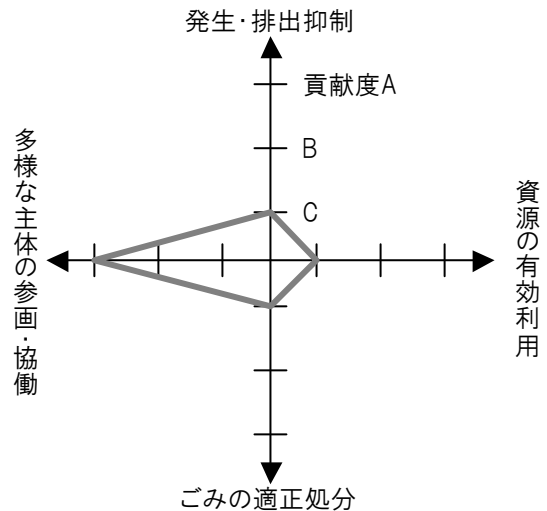 発生・排出抑制
貢献度A
B
C
多様な主体の参画・協働
資源の有効利用
ごみの適正処分